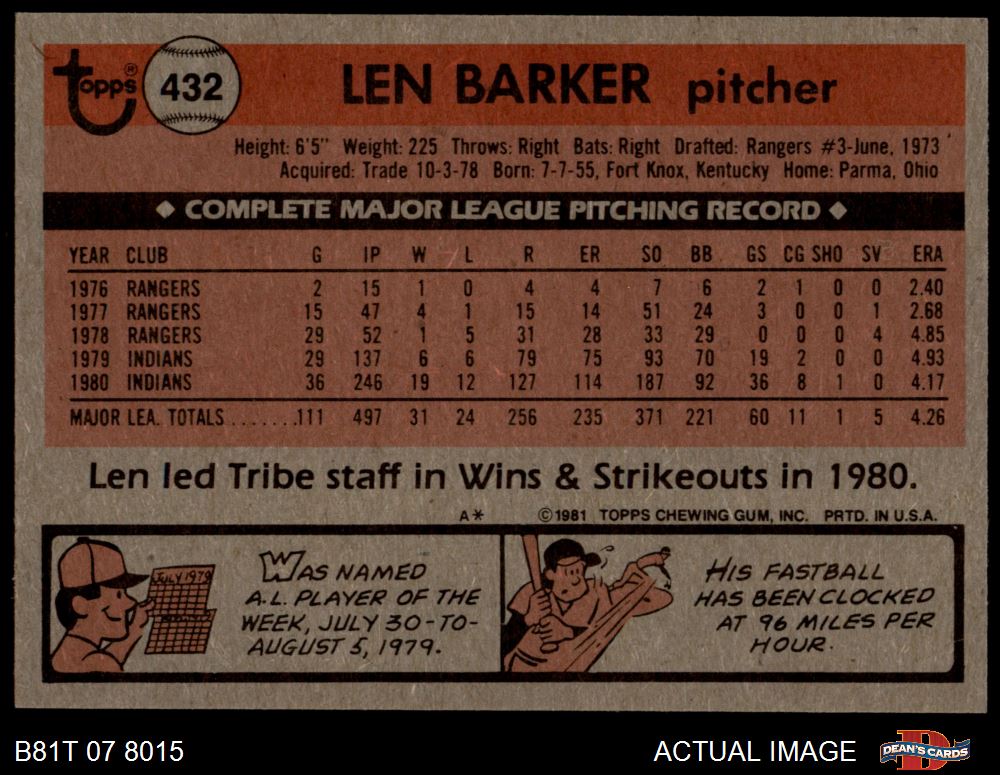 topps ® 432 LEN BARKER pitcher
Height: 6'5" Weight: 225 Throws: Right Bats: Right Drafted: Rangers #3-June, 1973
Acquired: Trade 10-3-78 Born: 7-7-55, Fort Knox, Kentucky Home: Parma, Ohio
◆ COMPLETE MAJOR LEAGUE PITCHING RECORD ◆
YEAR CLUB G IP W L R ER SO BB GS CG SHO SV ERA
1976 RANGERS 2 15 1 0 4 4 7 6 2 1 0 0 2.40
1977 RANGERS 15 47 4 1 15 14 51 24 3 0 0 1 2.68
1978 RANGERS 29 52 1 5 31 28 33 29 0 0 0 4 4.85
1979 INDIANS 29 137 6 6 79 75 93 70 19 2 0 0 4.93
1980 INDIANS 36 246 19 12 127 114 187 92 36 8 1 0 4.17
MAJOR LEA. TOTALS ........111 497 31 24 256 235 371 221 60 11 1 5 4.26
Len led Tribe staff in Wins & Strikeouts in 1980.
A* ©1981 TOPPS CHEWING GUM, INC. PRTD. IN U.S.A.
JULY 1979
WAS NAMED
A.L. PLAYER OF THE
WEEK, JULY 30-TO-
AUGUST 5, 1979.
HIS FASTBALL
HAS BEEN CLOCKED
AT 96 MILES PER
HOUR.
B81T 07 8015 ACTUAL IMAGE D DEAN'S CARDS